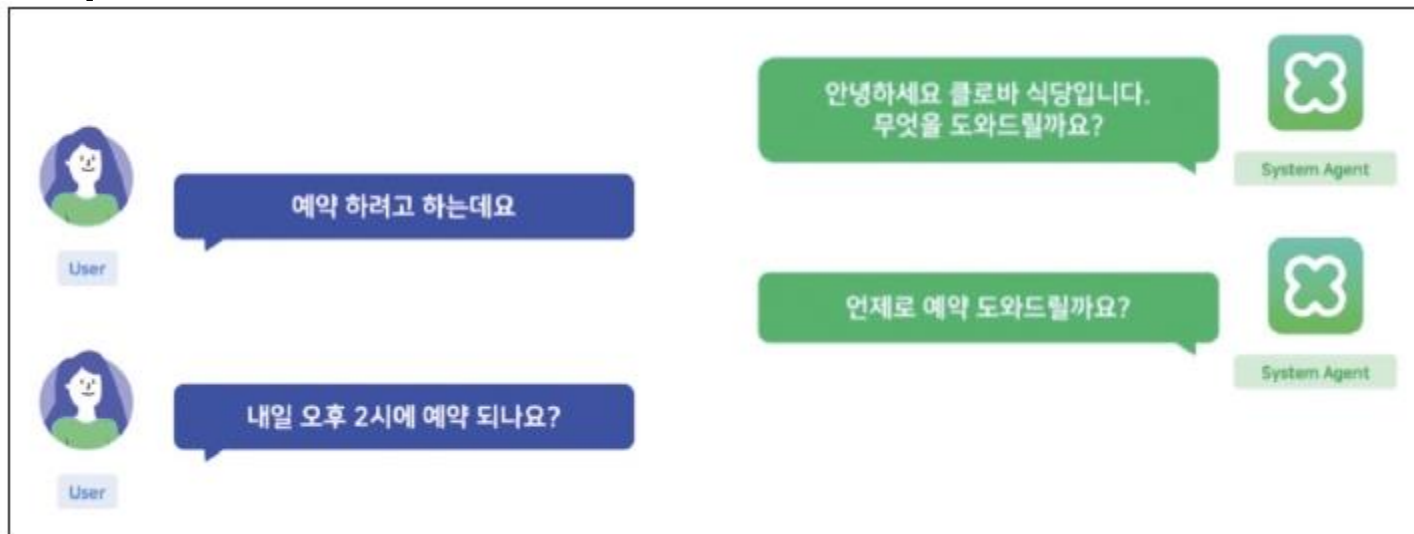 안녕하세요 클로바 식당입니다.
무엇을 도와드릴까요?
System Agent
예약 하려고 하는데요
User
언제로 예약 도와드릴까요?
System Agent
내일 오후 2시에 예약 되나요?
User